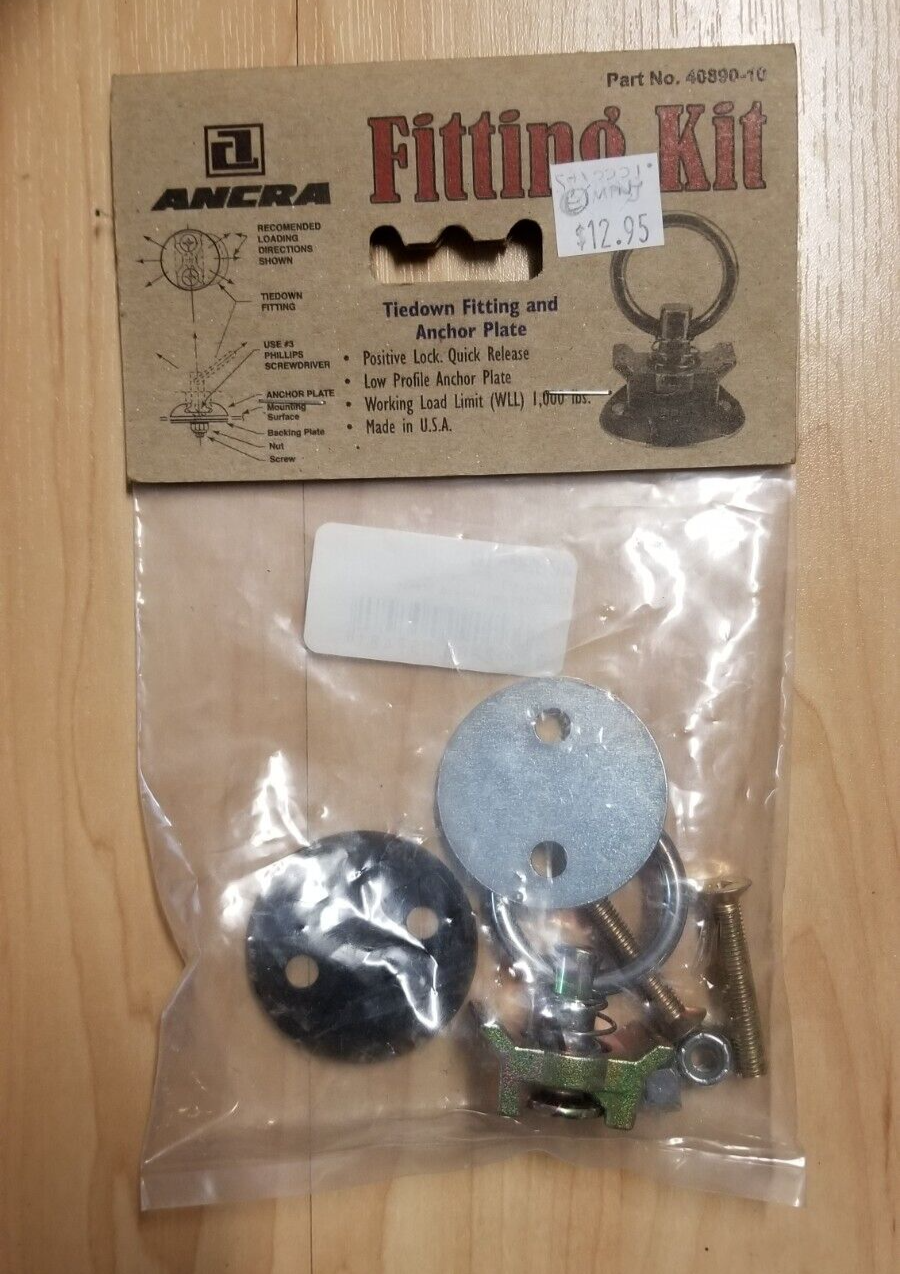 Part No. 40890-10
Fitting Kit
ANCRA
$12.95
RECOMENDED
LOADING
DIRECTIONS
SHOWN
TIEDOWN
FITTING
USE #3
PHILLIPS
SCREWDRIVER
ANCHOR PLATE
Mounting
Surface
Backing Plate
Nut
Screw
Tiedown Fitting and
Anchor Plate
• Positive Lock. Quick Release
• Low Profile Anchor Plate
• Working Load Limit (WLL) 1,000 lbs.
• Made in U.S.A.